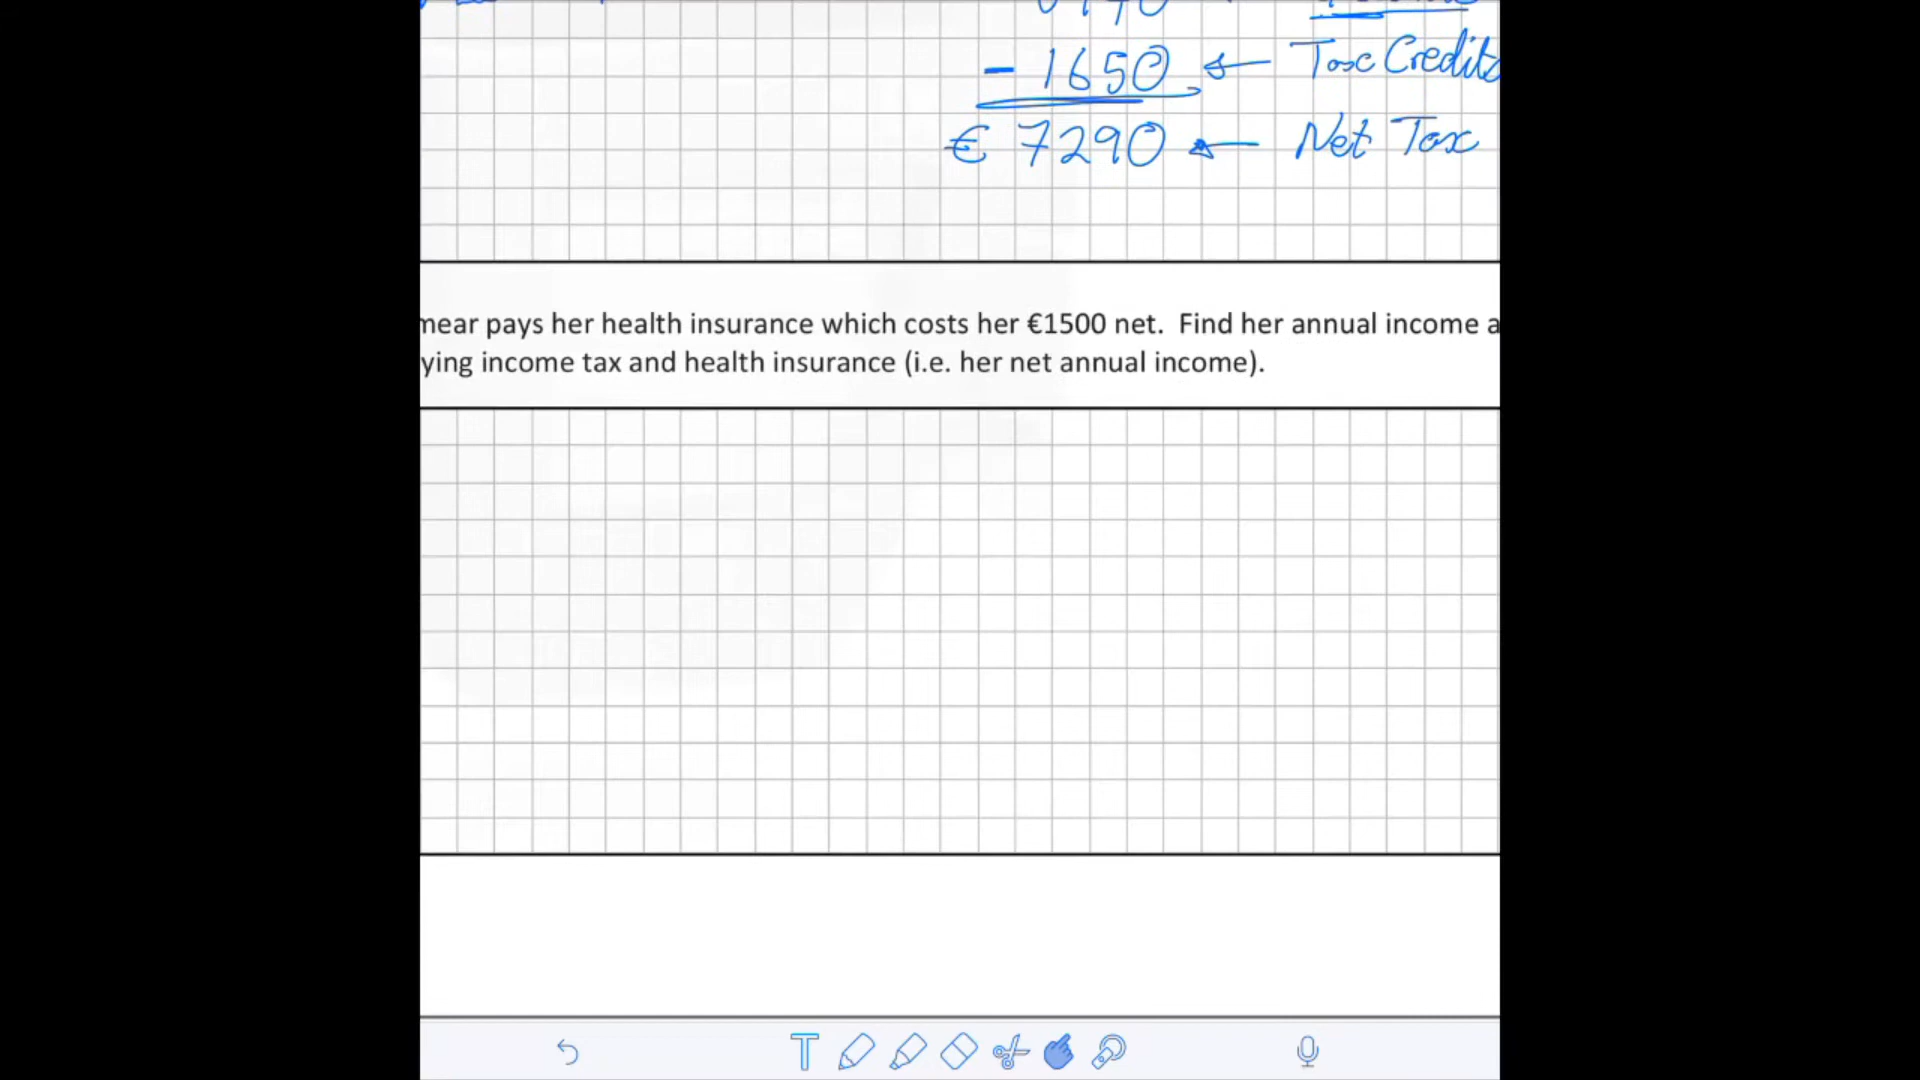 - 1650 ← Tax Credits
€ 7290 ← Net Tax
mear pays her health insurance which costs her €1500 net. Find her annual income a
ying income tax and health insurance (i.e. her net annual income).
T